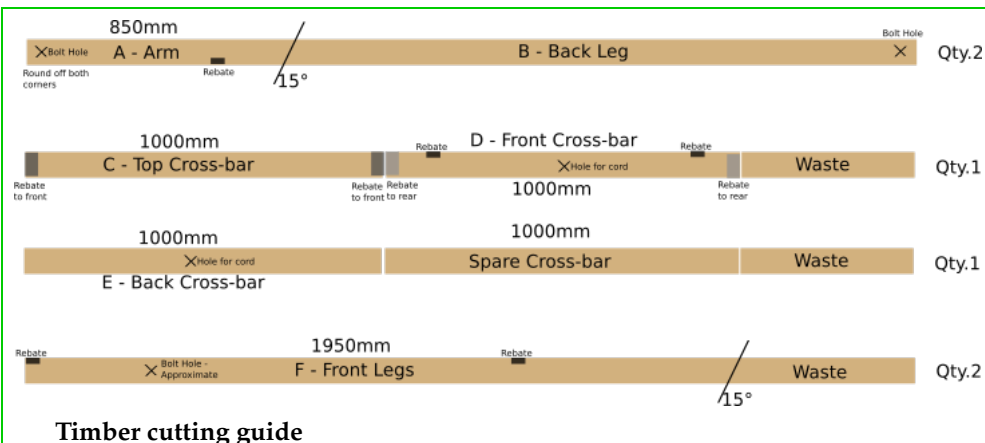 850mm
Bolt Hole
Bolt Hole
A - Arm
B - Back Leg
Qty.2
Round off both
corners
Rebate
15°
1000mm
Rebate
D - Front Cross-bar
Rebate
C - Top Cross-bar
Hole for cord
Waste
Qty.1
1000mm
Rebate
to front
Rebate
to front
Rebate
to rear
Rebate
to rear
1000mm
1000mm
Hole for cord
Spare Cross-bar
Waste
Qty.1
E - Back Cross-bar
1950mm
Rebate
Rebate
Bolt Hole -
Approximate
F - Front Legs
Waste
Qty.2
15°
Timber cutting guide